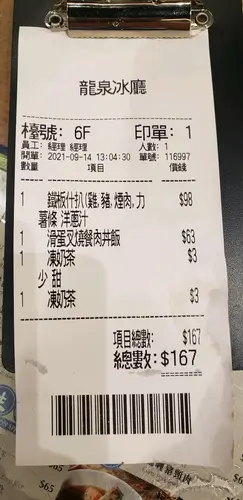 龍泉冰廳
檯號: 6F 印單: 1
員工: 經理 經理 人數: 1
開單: 2021-09-14 13:04:30 單號: 116997
數量 項目 價錢
1 鐵板什扒(雞,豬,煙肉,力 $98
薯條 洋蔥汁
1 滑蛋叉燒餐肉丼飯 $63
1 凍奶茶 $3
少 甜
1 凍奶茶 $3
項目總數: $167
總數: $167
$65
$65